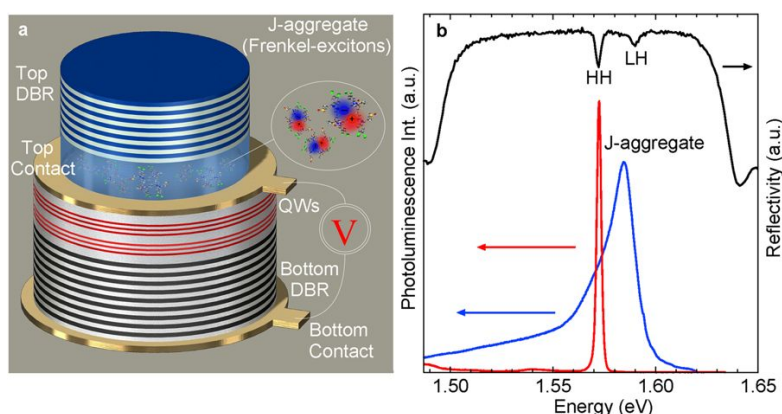 a
J-aggregate
(Frenkel-excitons)
Top
DBR
Top
Contact
QWs
V
Bottom
DBR
Bottom
Contact
b
HH
LH
J-aggregate
Photoluminescence Int. (a.u.)
Reflectivity (a.u.)
1.50
1.55
1.60
1.65
Energy (eV)